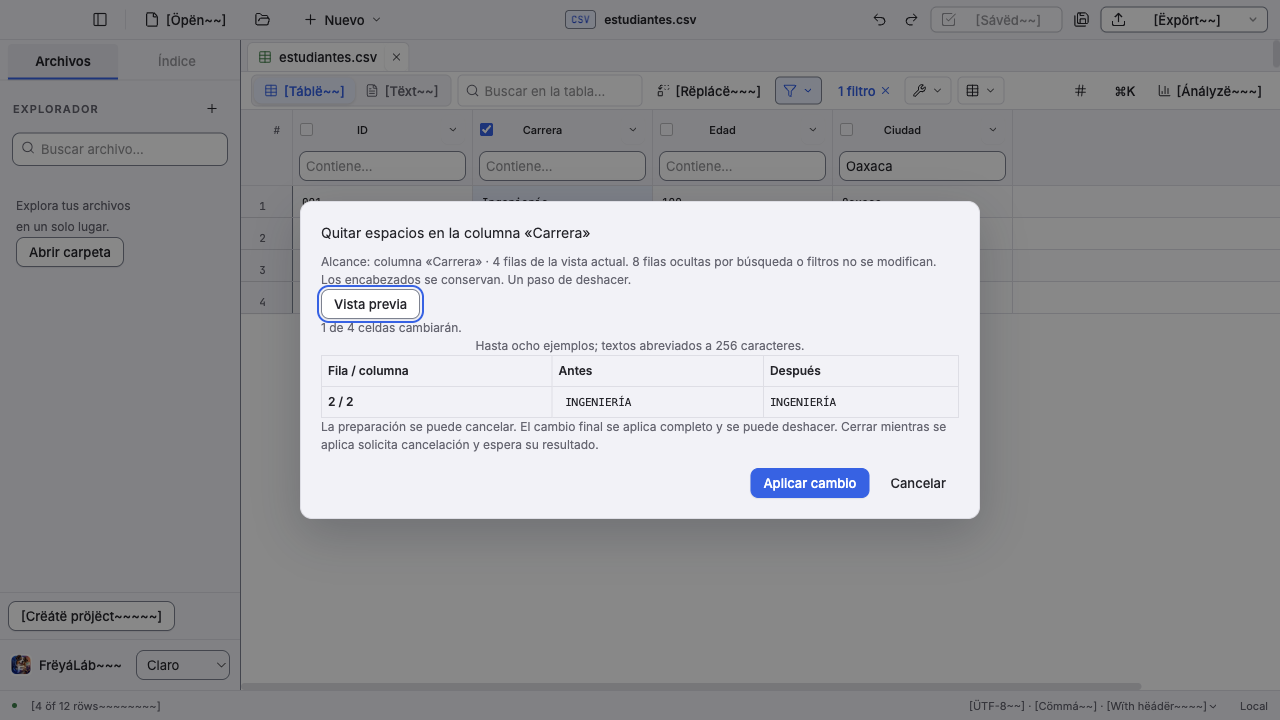 [Öpën~~]
Nuevo
CSV estudiantes.csv
[Sávëd~~]
[Ëxpört~~]
Archivos
Índice
estudiantes.csv
[Táblë~~]
[Tëxt~~]
Buscar en la tabla...
[Rëplácë~~~]
1 filtro
#
⌘K
[Ánályzë~~~]
EXPLORADOR
Buscar archivo...
Explora tus archivos
en un solo lugar.
Abrir carpeta
# ID Carrera Edad Ciudad
Contiene... Contiene... Contiene... Oaxaca
1
2
3
4
Quitar espacios en la columna «Carrera»
Alcance: columna «Carrera» · 4 filas de la vista actual. 8 filas ocultas por búsqueda o filtros no se modifican.
Los encabezados se conservan. Un paso de deshacer.
Vista previa
1 de 4 celdas cambiarán.
Hasta ocho ejemplos; textos abreviados a 256 caracteres.
Fila / columna Antes Después
2 / 2 INGENIERÍA INGENIERÍA
La preparación se puede cancelar. El cambio final se aplica completo y se puede deshacer. Cerrar mientras se
aplica solicita cancelación y espera su resultado.
Aplicar cambio
Cancelar
[Crëátë pröjëct~~~~~]
FrëyáLáb~~~
Claro
[4 öf 12 röws~~~~~~~~]
[ÜTF-8~~] · [Cömmá~~] · [Wïth hëádër~~~~]
Local